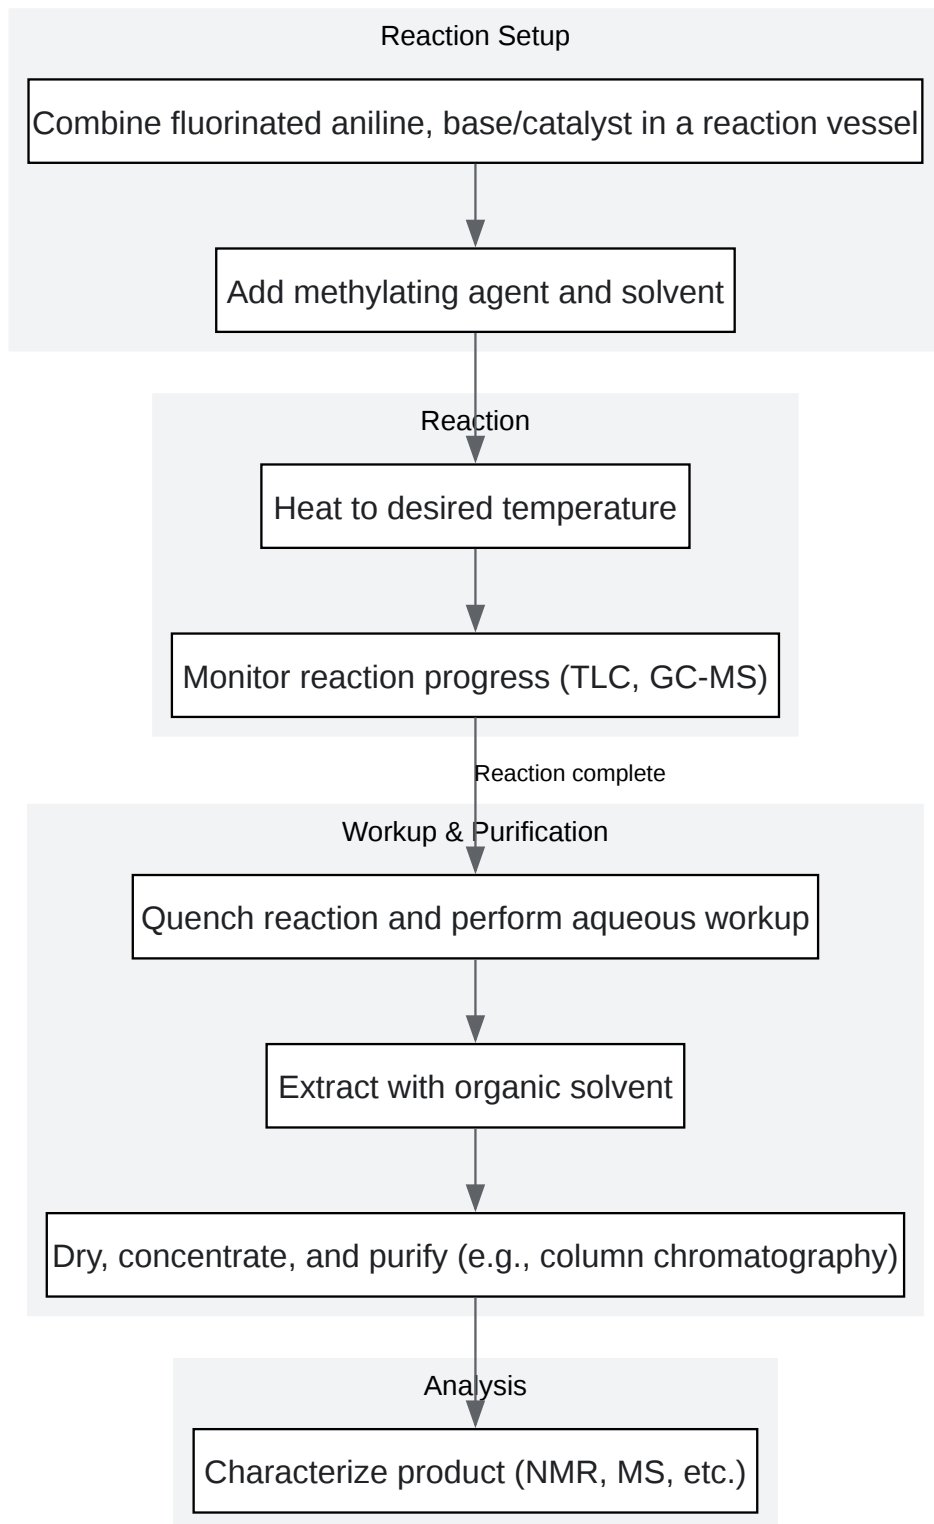 Reaction Setup
Combine fluorinated aniline, base/catalyst in a reaction vessel
Add methylating agent and solvent
Reaction
Heat to desired temperature
Monitor reaction progress (TLC, GC-MS)
Reaction complete
Workup & Purification
Quench reaction and perform aqueous workup
Extract with organic solvent
Dry, concentrate, and purify (e.g., column chromatography)
Analysis
Characterize product (NMR, MS, etc.)